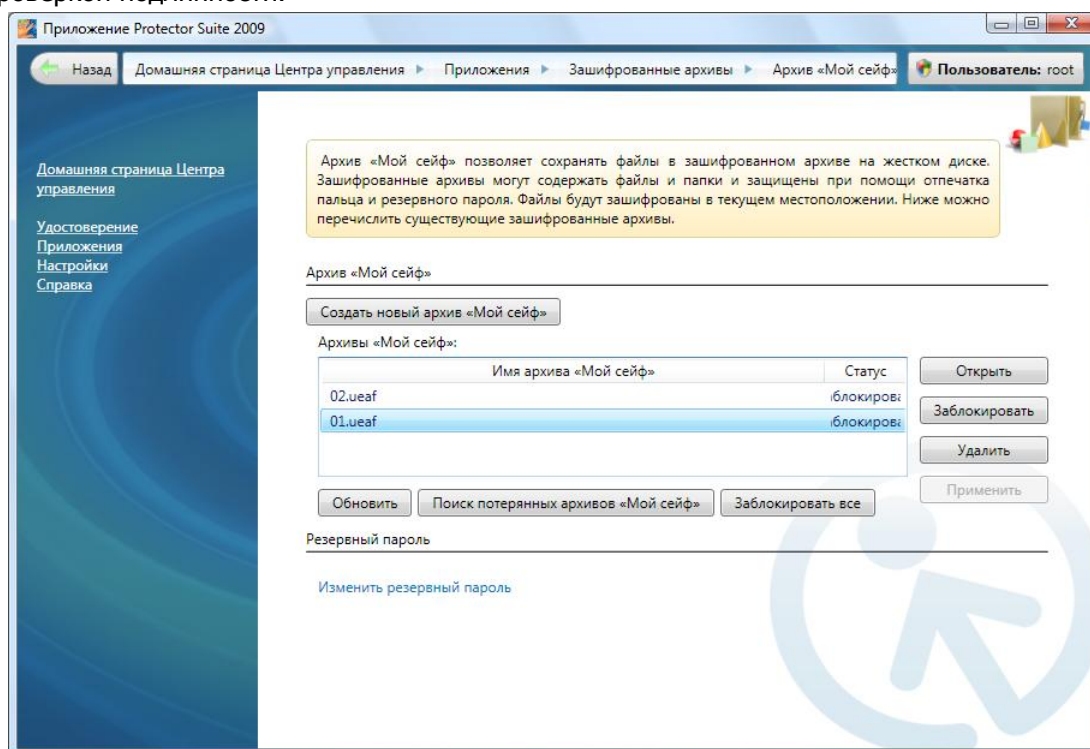 Приложение Protector Suite 2009
Назад
Домашняя страница Центра управления
Приложения
Зашифрованные архивы
Архив «Мой сейф»
Пользователь: root
Домашняя страница Центра
управления
Удостоверение
Приложения
Настройки
Справка
Архив «Мой сейф» позволяет сохранять файлы в зашифрованном архиве на жестком диске.
Зашифрованные архивы могут содержать файлы и папки и защищены при помощи отпечатка
пальца и резервного пароля. Файлы будут зашифрованы в текущем местоположении. Ниже можно
перечислить существующие зашифрованные архивы.
Архив «Мой сейф»
Создать новый архив «Мой сейф»
Архивы «Мой сейф»:
Имя архива «Мой сейф» Статус
02.ueaf
01.ueaf
Открыть
Заблокировать
Удалить
Применить
Обновить Поиск потерянных архивов «Мой сейф» Заблокировать все
Резервный пароль
Изменить резервный пароль